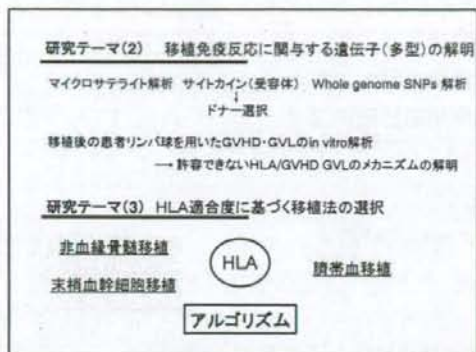 研究テーマ(2) 移植免疫反応に関与する遺伝子(多型)の解明
マイクロサテライト解析 サイトカイン(受容体) Whole genome SNPs 解析
↓
ドナー選択
移植後の患者リンパ球を用いたGVHD・GVLのin vitro解析
→ 許容できないHLA/GVHD GVLのメカニズムの解明
研究テーマ(3) HLA適合度に基づく移植法の選択
非血縁骨髄移植
HLA
臍帯血移植
末梢血幹細胞移植
アルゴリズム